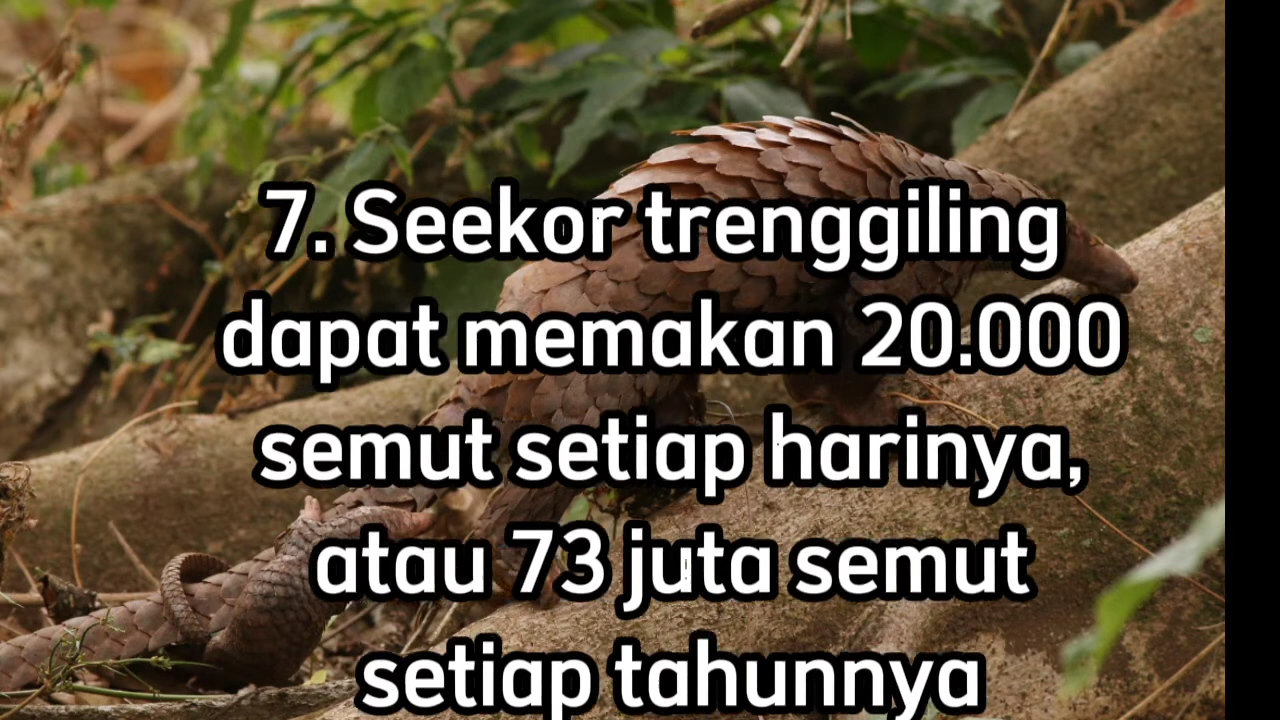 7. Seekor trenggiling
dapat memakan 20.000
semut setiap harinya,
atau 73 juta semut
setiap tahunnya